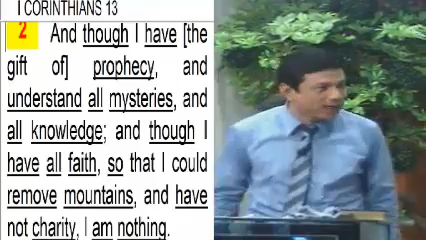 I CORINTHIANS 13
2 And though I have [the
gift of] prophecy, and
understand all mysteries, and
all knowledge; and though I
have all faith, so that I could
remove mountains, and have
not charity, I am nothing.